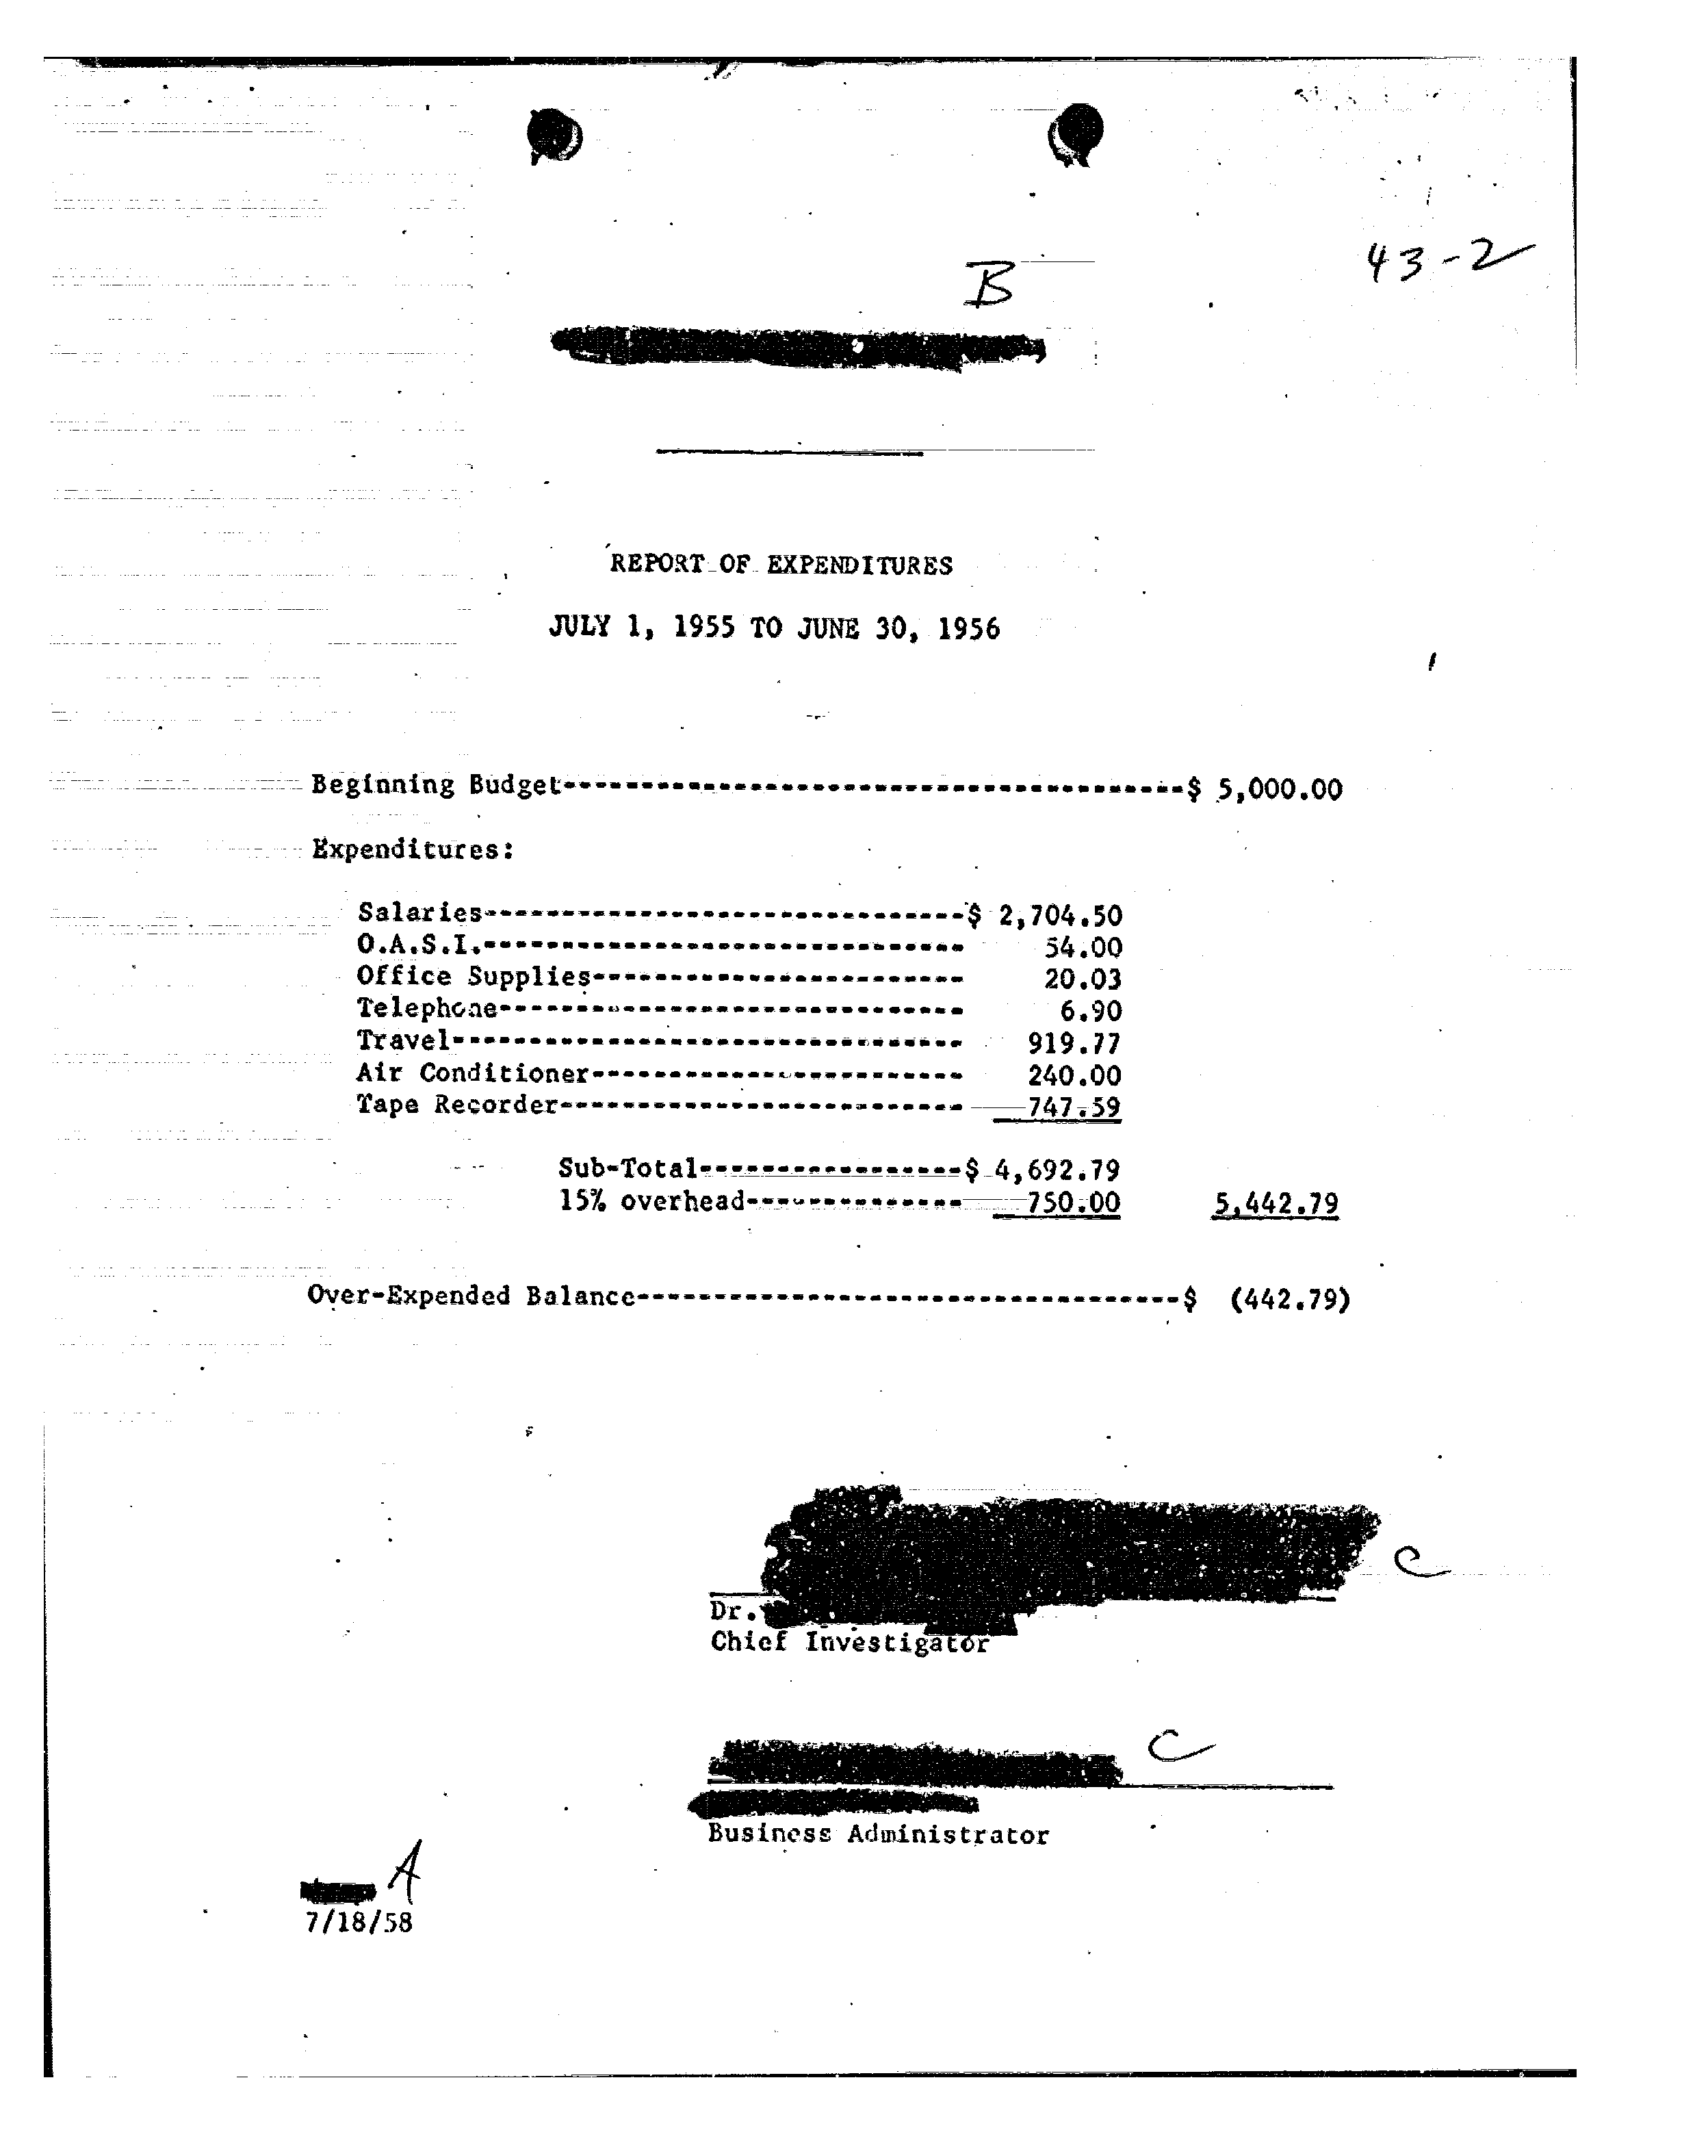 43-2
B
REPORT OF EXPENDITURES
JULY 1, 1955 TO JUNE 30, 1956
Beginning Budget----------------------------------------$ 5,000.00
Expenditures:
Salaries-------------------------------$ 2,704.50
O.A.S.I.------------------------------- 54.00
Office Supplies------------------------ 20.03
Telephone------------------------------ 6.90
Travel--------------------------------- 919.77
Air Conditioner------------------------ 240.00
Tape Recorder-------------------------- 747.59
Sub-Total-----------------$ 4,692.79
15% overhead-------------- 750.00 5,442.79
Over-Expended Balance-----------------------------------$ (442.79)
C
Dr.
Chief Investigator
C
Business Administrator
A
7/18/58